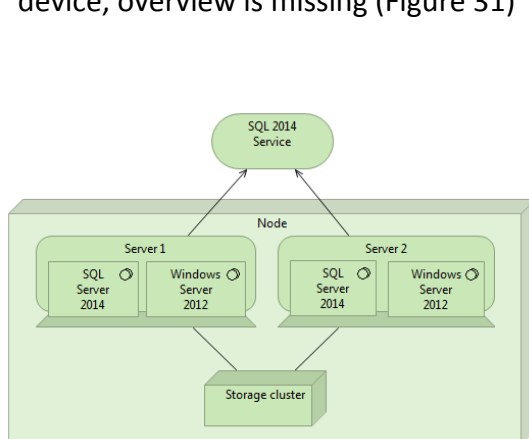 device, overview is missing (Figure 31)
SQL 2014
Service
Node
Server 1
Server 2
SQL
Server
2014
Windows
Server
2012
SQL
Server
2014
Windows
Server
2012
Storage cluster